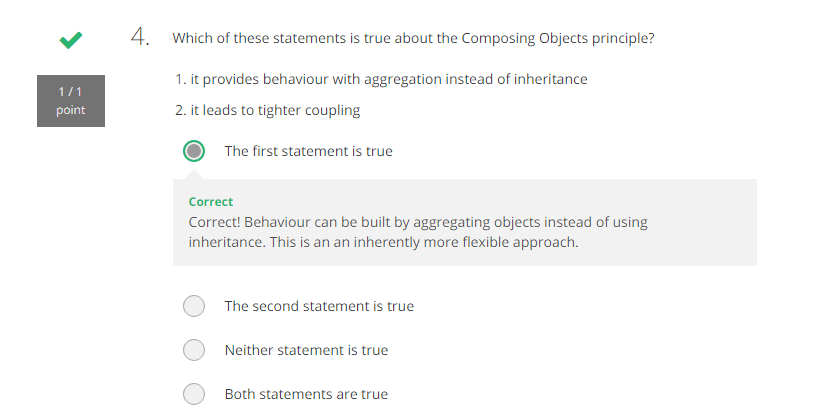 4. Which of these statements is true about the Composing Objects principle?
1 / 1
point
1. it provides behaviour with aggregation instead of inheritance
2. it leads to tighter coupling
The first statement is true
Correct
Correct! Behaviour can be built by aggregating objects instead of using
inheritance. This is an an inherently more flexible approach.
The second statement is true
Neither statement is true
Both statements are true